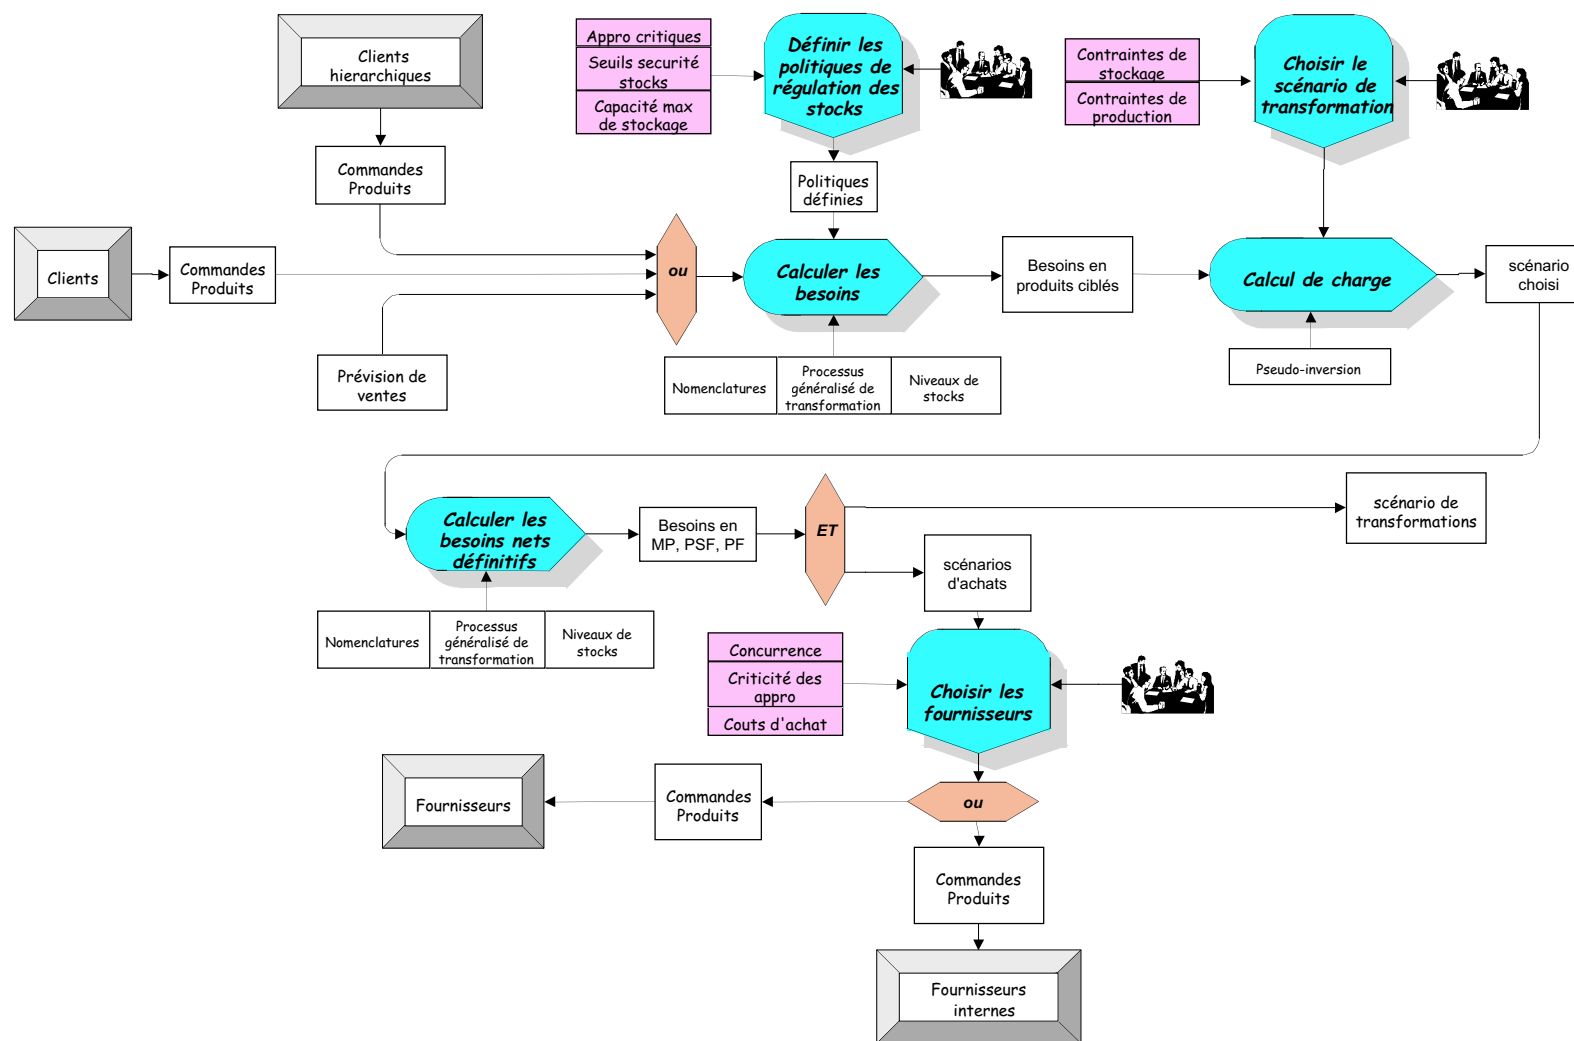 Clients
hierarchiques
Appro critiques
Seuils securité
stocks
Capacité max
de stockage
Définir les
politiques de
régulation des
stocks
Contraintes de
stockage
Contraintes de
production
Choisir le
scénario de
transformation
Commandes
Produits
Politiques
définies
Clients
Commandes
Produits
ou
Calculer les
besoins
Besoins en
produits ciblés
Calcul de charge
scénario
choisi
Prévision de
ventes
Nomenclatures
Processus
généralisé de
transformation
Niveaux de
stocks
Pseudo-inversion
Calculer les
besoins nets
définitifs
Besoins en
MP, PSF, PF
ET
scénario de
transformations
scénarios
d'achats
Nomenclatures
Processus
généralisé de
transformation
Niveaux de
stocks
Concurrence
Criticité des
appro
Couts d'achat
Choisir les
fournisseurs
Fournisseurs
Commandes
Produits
ou
Commandes
Produits
Fournisseurs
internes